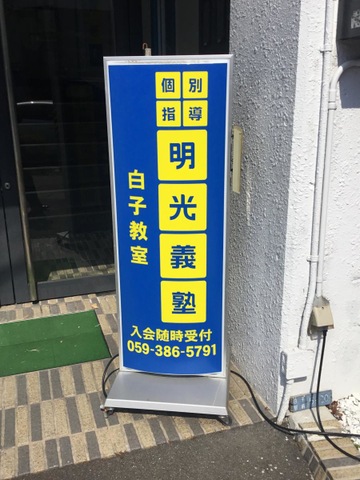 個別
指導
明光義塾
白子教室
入会随時受付
059-386-5791